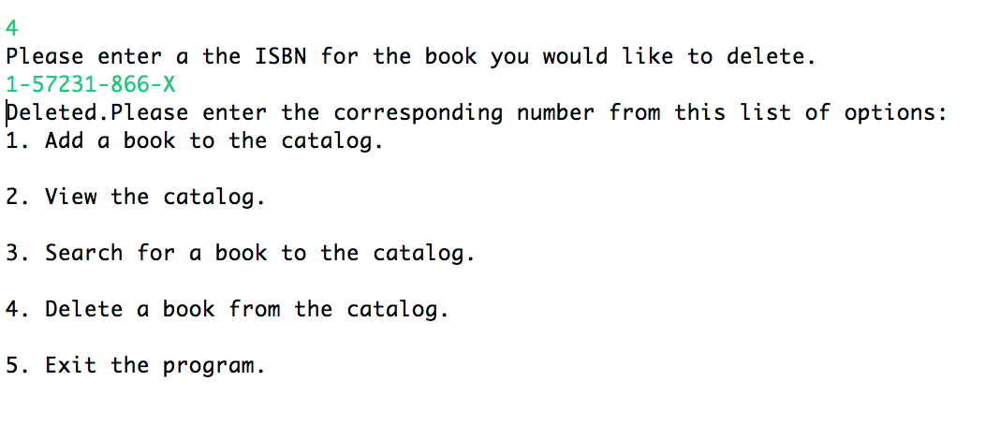 4
Please enter a the ISBN for the book you would like to delete.
1-57231-866-X
Deleted.Please enter the corresponding number from this list of options:
1. Add a book to the catalog.
2. View the catalog.
3. Search for a book to the catalog.
4. Delete a book from the catalog.
5. Exit the program.